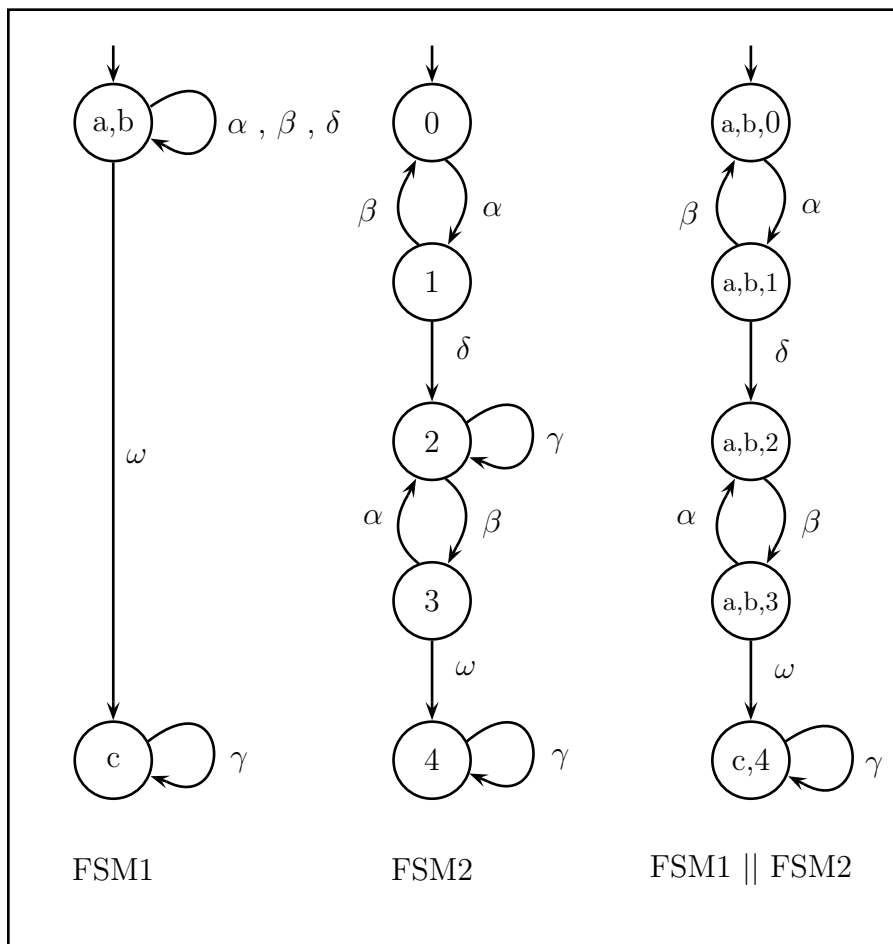 a,b 0 a,b,0
α , β , δ
β α β α
1 a,b,1
δ δ
2 γ a,b,2
ω
α β α β
3 a,b,3
ω ω
c γ 4 γ c,4 γ
FSM1 FSM2 FSM1 || FSM2